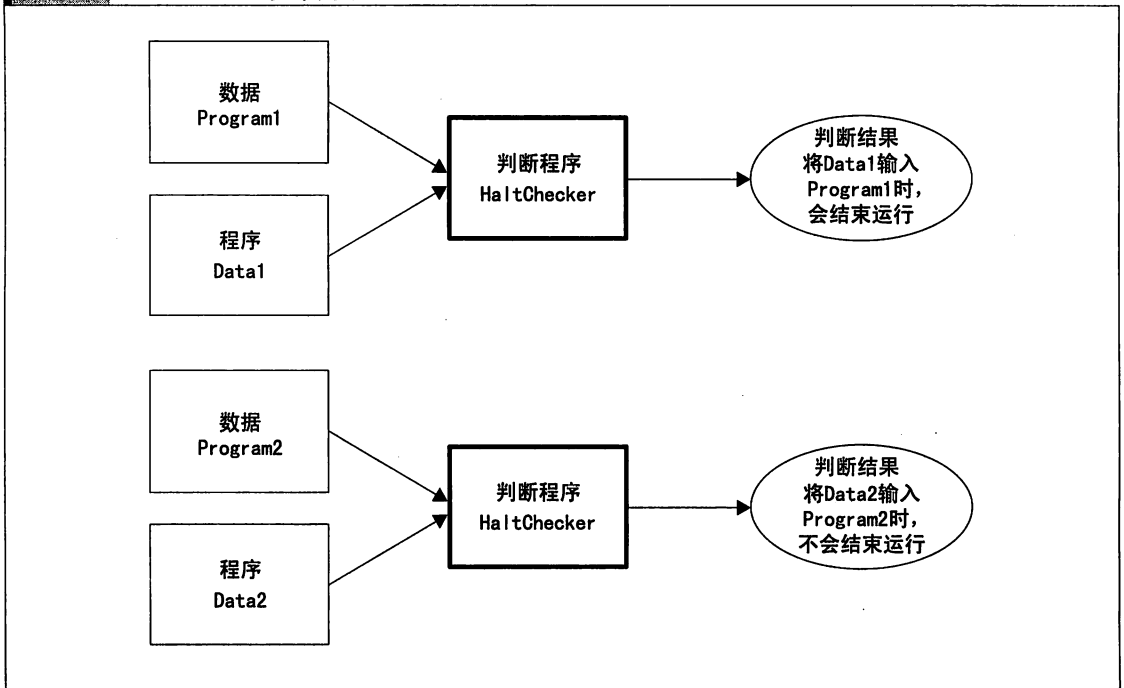 数据
Program1
程序
Data1
判断程序
HaltChecker
判断结果
将Data1输入
Program1时，
会结束运行
数据
Program2
程序
Data2
判断程序
HaltChecker
判断结果
将Data2输入
Program2时，
不会结束运行